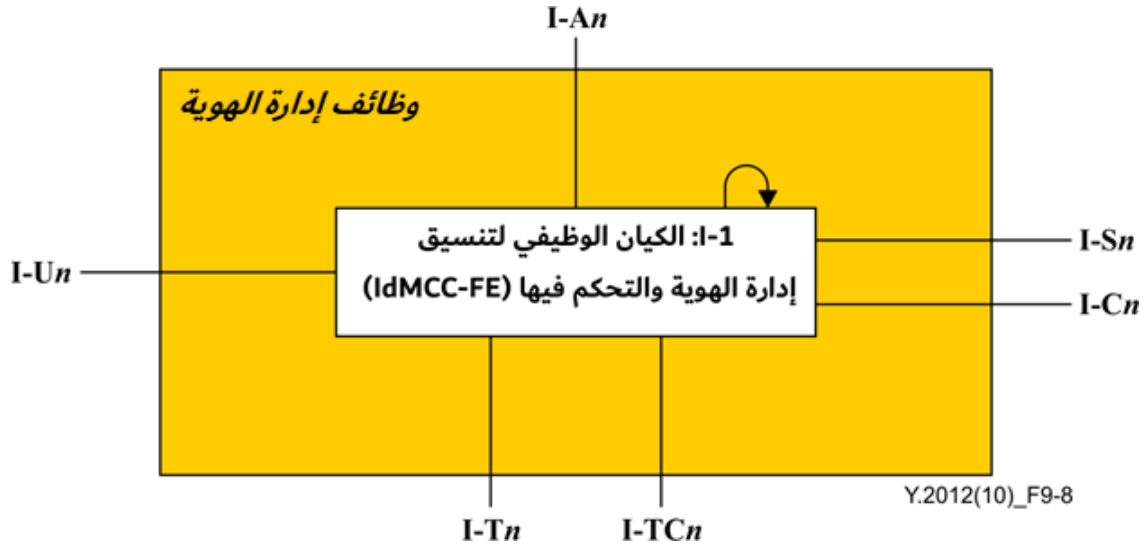 I-An
وظائف إدارة الهوية
I-1: الكيان الوظيفي لتنسيق
إدارة الهوية والتحكم فيها (IdMCC-FE)
I-Sn
I-Un
I-Cn
Y.2012(10)_F9-8
I-Tn
I-TCn